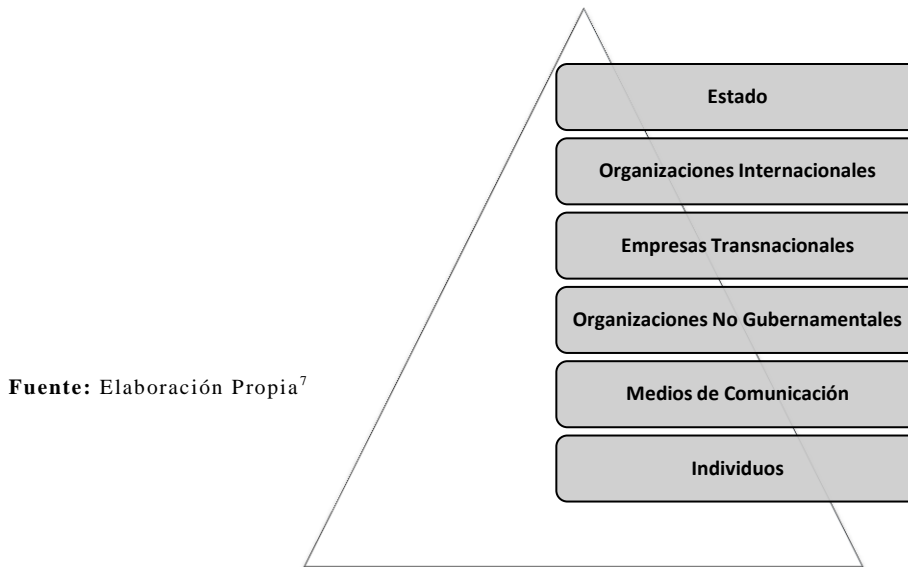 Estado
Organizaciones Internacionales
Empresas Transnacionales
Organizaciones No Gubernamentales
Fuente: Elaboración Propia7
Medios de Comunicación
Individuos